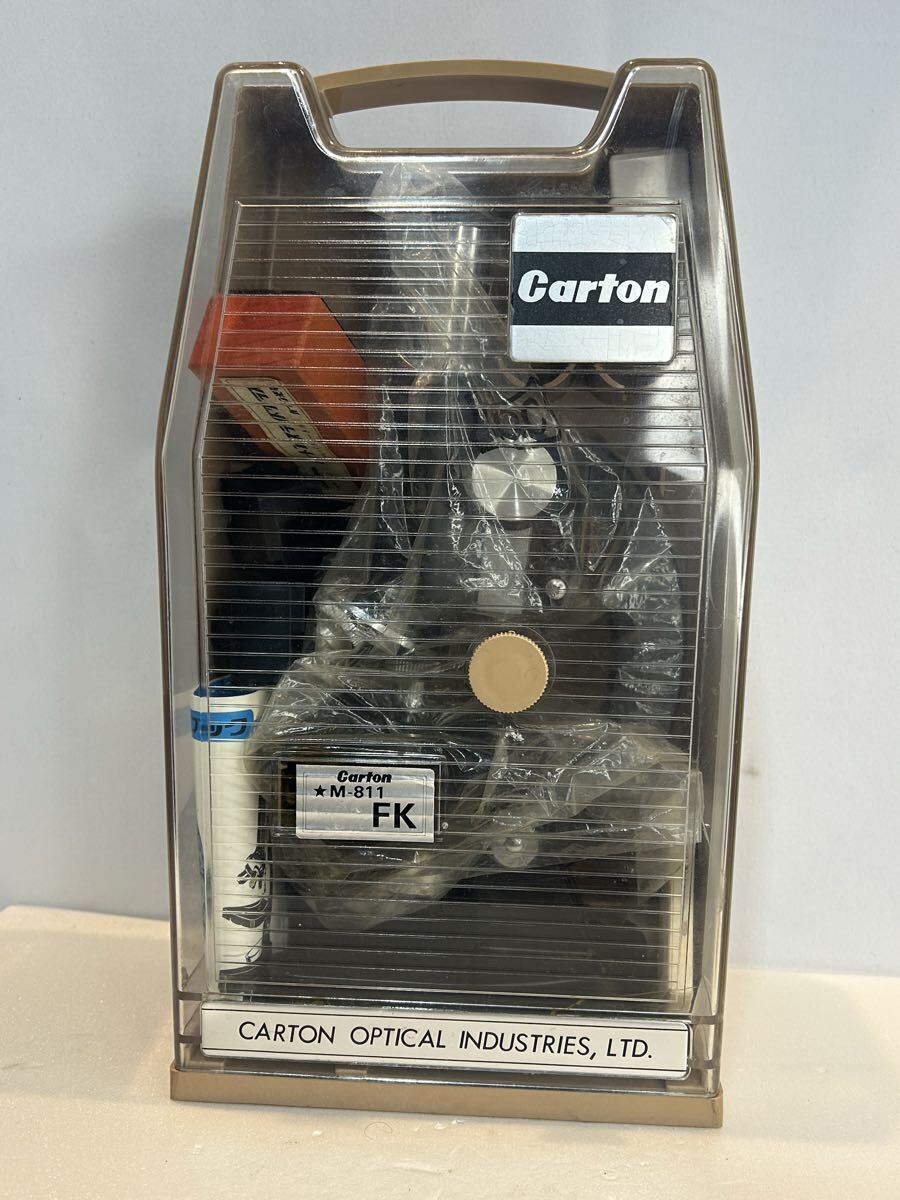 Carton
Carton
★M-811
FK
CARTON OPTICAL INDUSTRIES, LTD.